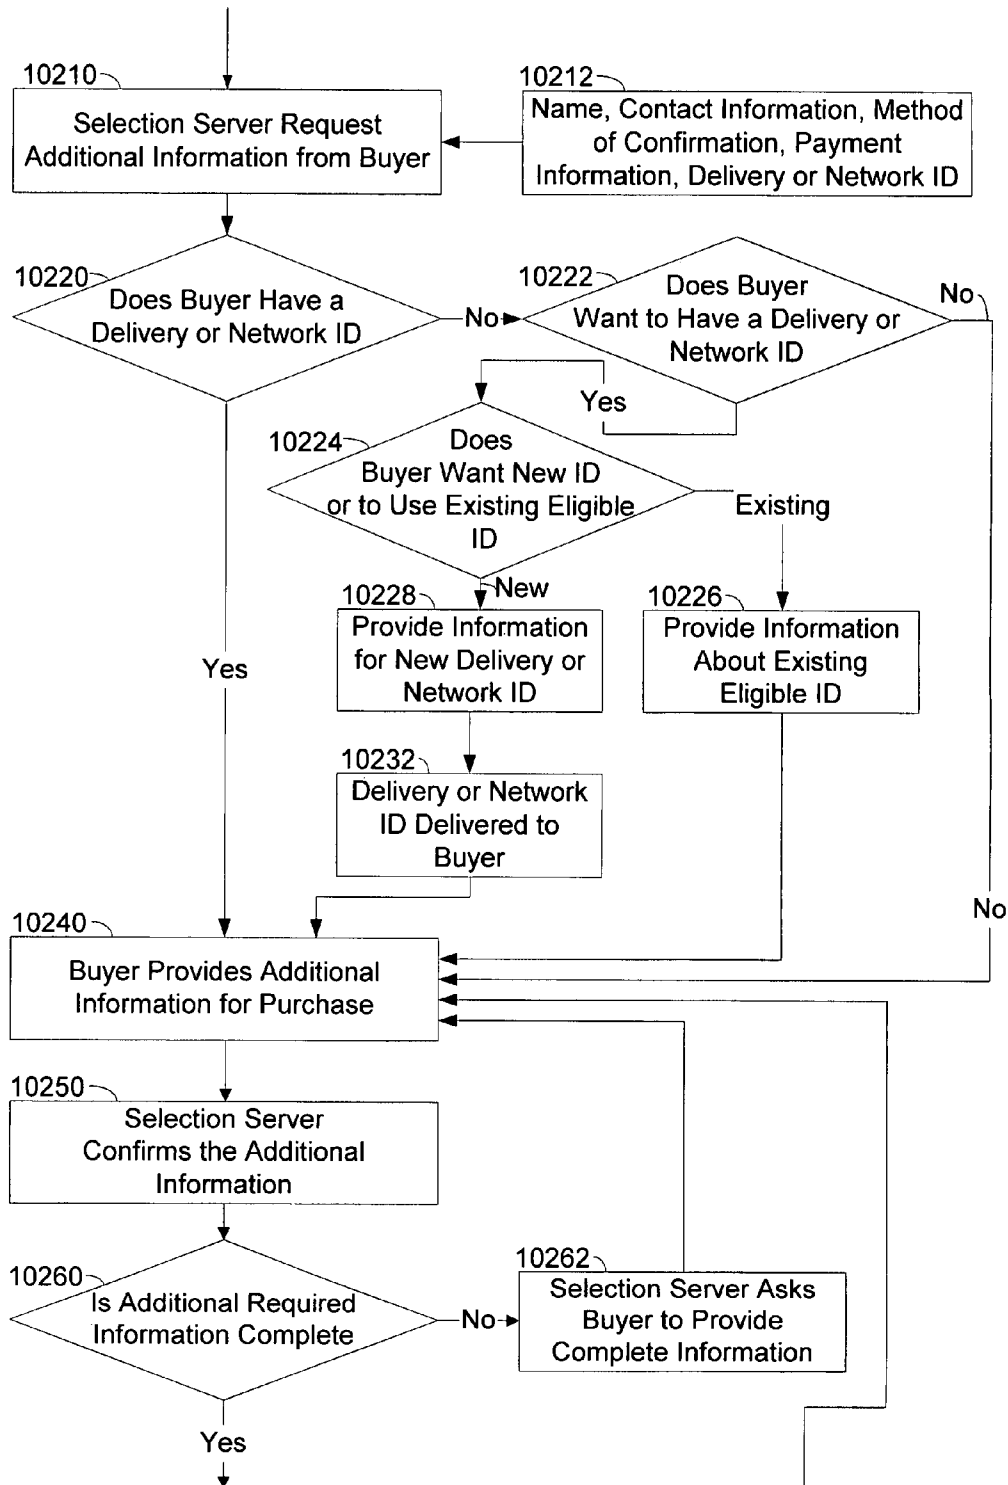 10210
Selection Server Request
Additional Information from Buyer
10212
Name, Contact Information, Method
of Confirmation, Payment
Information, Delivery or Network ID
10220
Does Buyer Have a
Delivery or Network ID
No
10222
Does Buyer
Want to Have a Delivery or
Network ID
No
Yes
10224
Does
Buyer Want New ID
or to Use Existing Eligible
ID
Existing
New
10228
Provide Information
for New Delivery or
Network ID
10226
Provide Information
About Existing
Eligible ID
Yes
10232
Delivery or Network
ID Delivered to
Buyer
No
10240
Buyer Provides Additional
Information for Purchase
10250
Selection Server
Confirms the Additional
Information
10260
Is Additional Required
Information Complete
No
10262
Selection Server Asks
Buyer to Provide
Complete Information
Yes